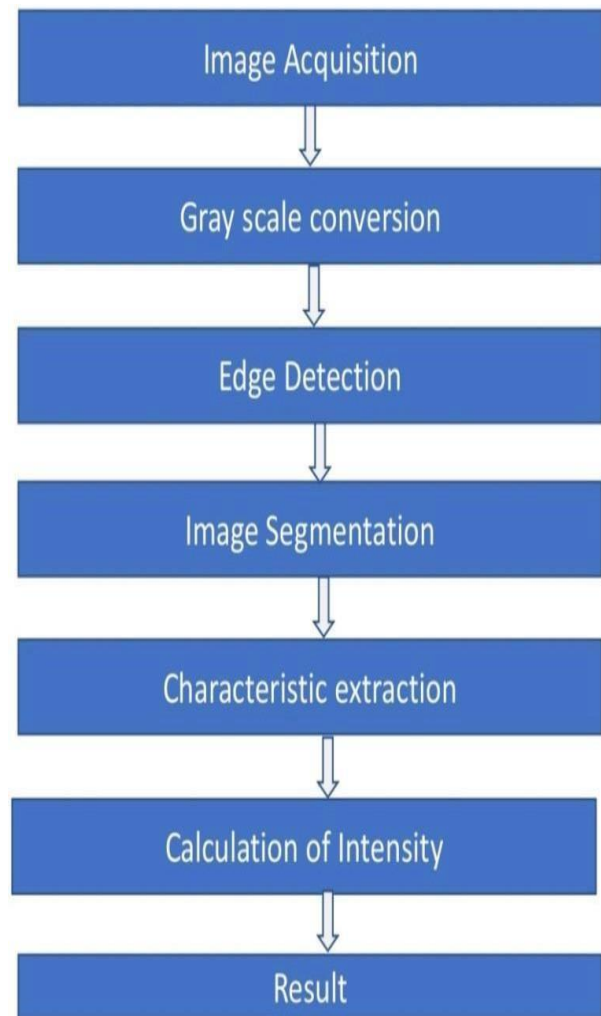 Image Acquisition
Gray scale conversion
Edge Detection
Image Segmentation
Characteristic extraction
Calculation of Intensity
Result